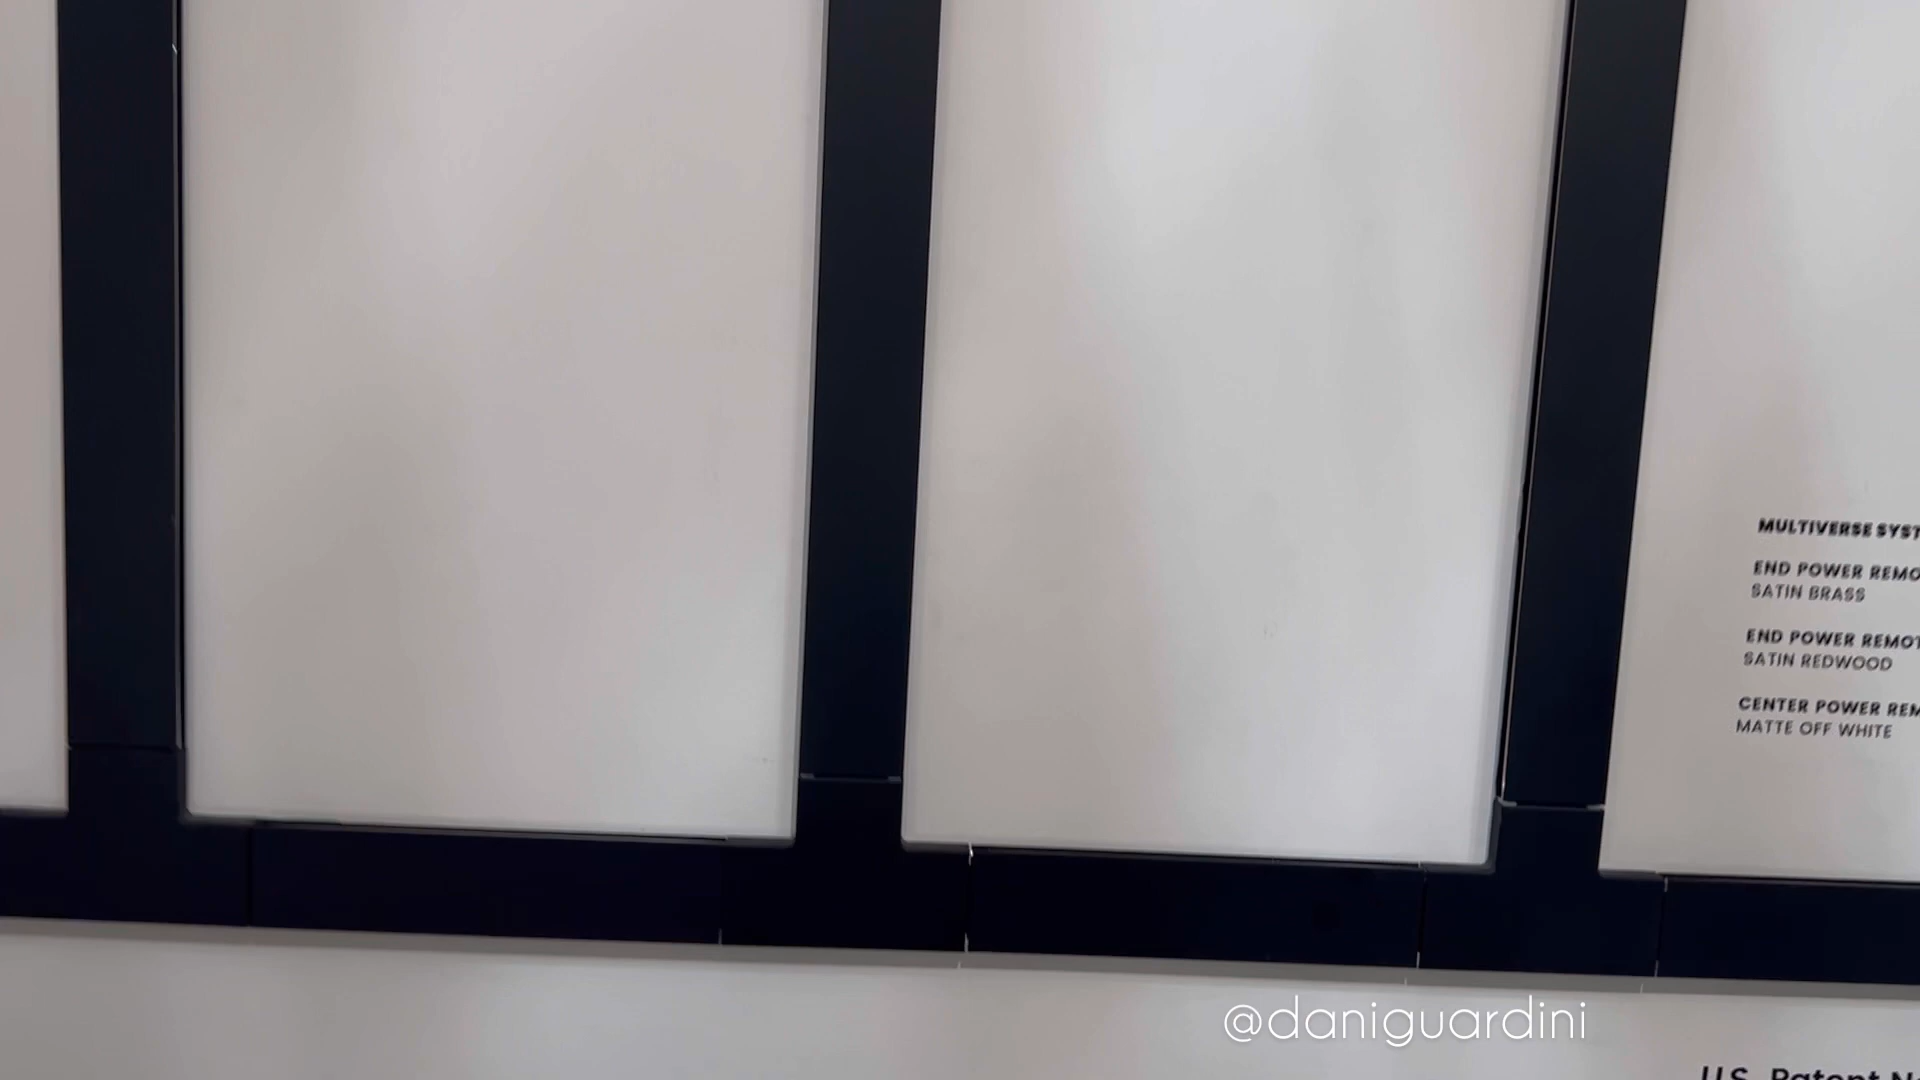 MULTIVERSE SYST
END POWER REMO
SATIN BRASS
END POWER REMOT
SATIN REDWOOD
CENTER POWER REM
MATTE OFF WHITE
@daniguardini
U.S. Patent N